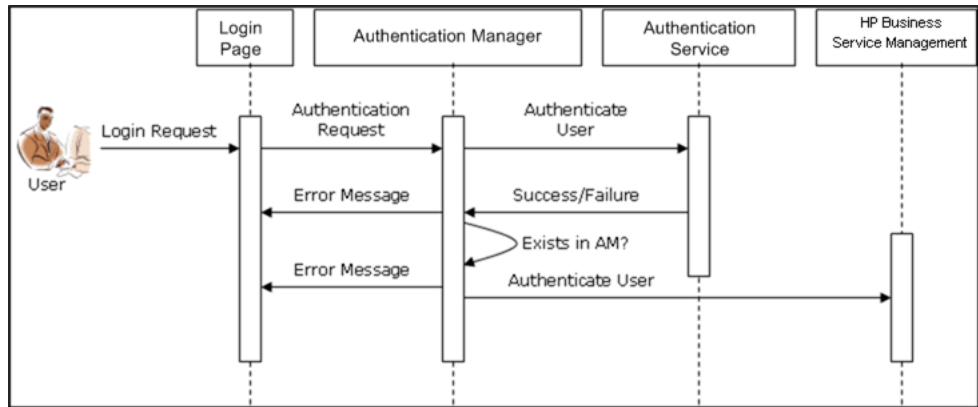 Login
Page
Authentication Manager
Authentication
Service
HP Business
Service Management
Login Request
User
Authentication
Request
Authenticate
User
Error Message
Success/Failure
Exists in AM?
Error Message
Authenticate User